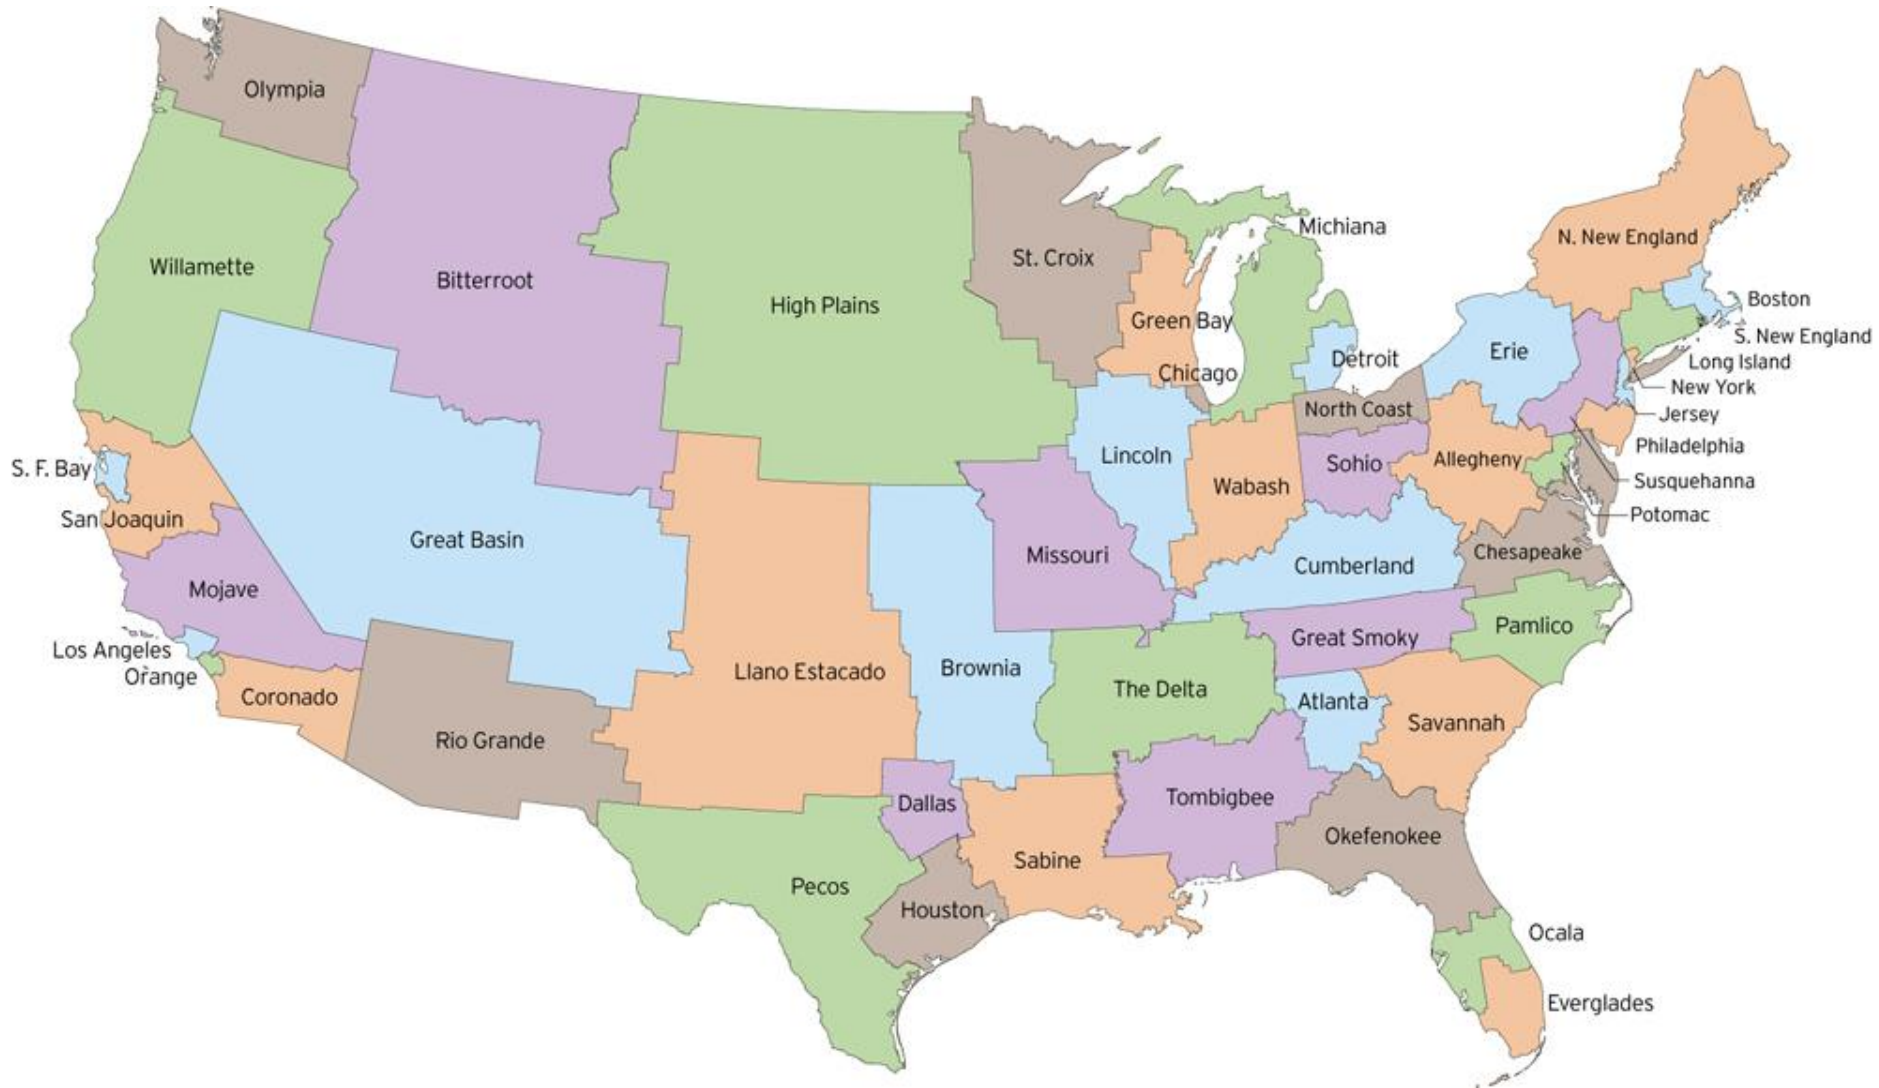 Olympia
Michiana
N. New England
St. Croix
Willamette
Bitterroot
Boston
High Plains
Green Bay
S. New England
Erie
Detroit
Long Island
Chicago
New York
North Coast
Jersey
Philadelphia
Lincoln
Sohio
Allegheny
S. F. Bay
Susquehanna
Wabash
Potomac
San Joaquin
Great Basin
Chesapeake
Missouri
Cumberland
Mojave
Pamlico
Great Smoky
Los Angeles
Brownia
Llano Estacado
Orange
The Delta
Coronado
Atlanta
Savannah
Rio Grande
Tombigbee
Dallas
Okefenokee
Sabine
Pecos
Houston
Ocala
Everglades